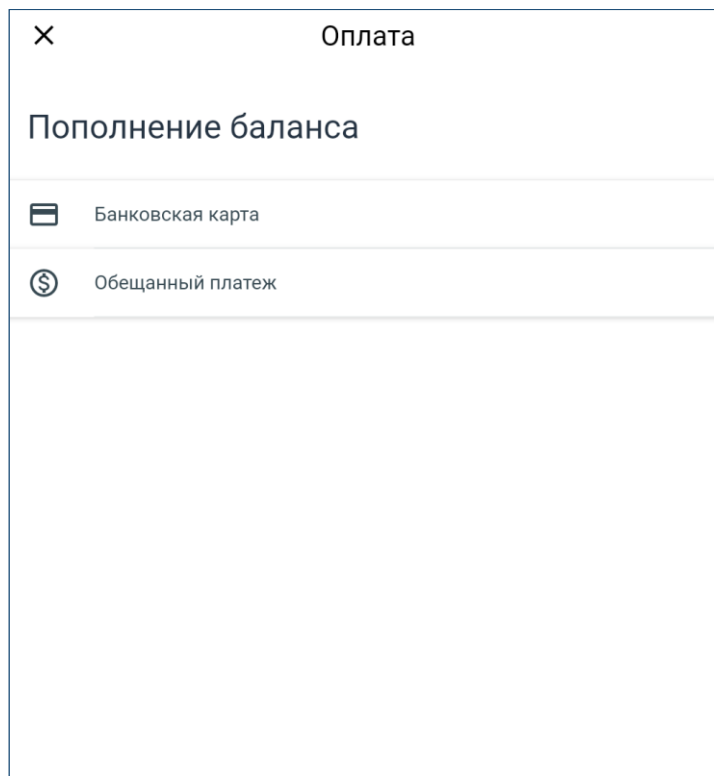 Оплата
Пополнение баланса
Банковская карта
Обещанный платеж